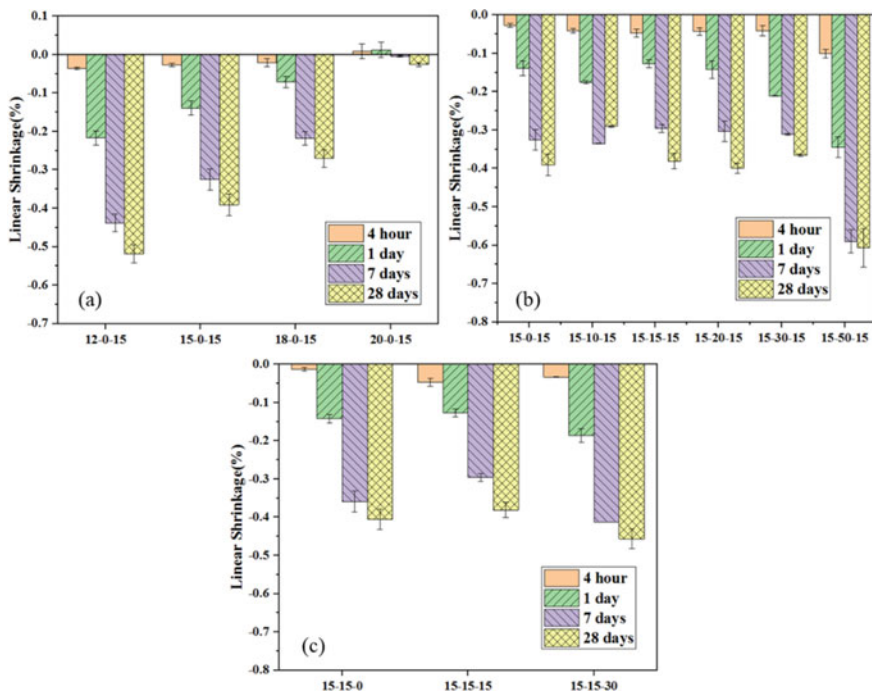 0.1
0.0
-0.1
-0.2
-0.3
-0.4
-0.5
-0.6
-0.7
Linear Shrinkage(%)
4 hour
1 day
7 days
28 days
(a)
12-0-15 15-0-15 18-0-15 20-0-15
0.0
-0.1
-0.2
-0.3
-0.4
-0.5
-0.6
-0.7
-0.8
Linear Shrinkage(%)
4 hour
1 day
7 days
28 days
(b)
15-0-15 15-10-15 15-15-15 15-20-15 15-30-15 15-50-15
0.0
-0.1
-0.2
-0.3
-0.4
-0.5
-0.6
-0.7
-0.8
Linear Shrinkage(%)
4 hour
1 day
7 days
28 days
(c)
15-15-0 15-15-15 15-15-30